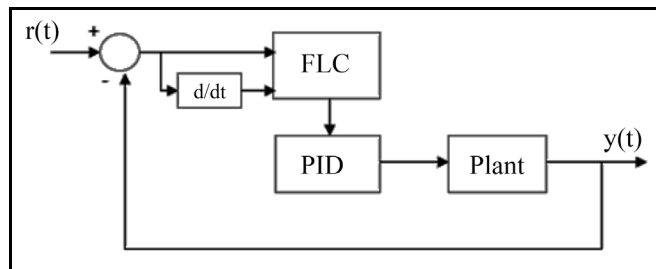 r(t)
+
-
FLC
d/dt
PID
Plant
y(t)